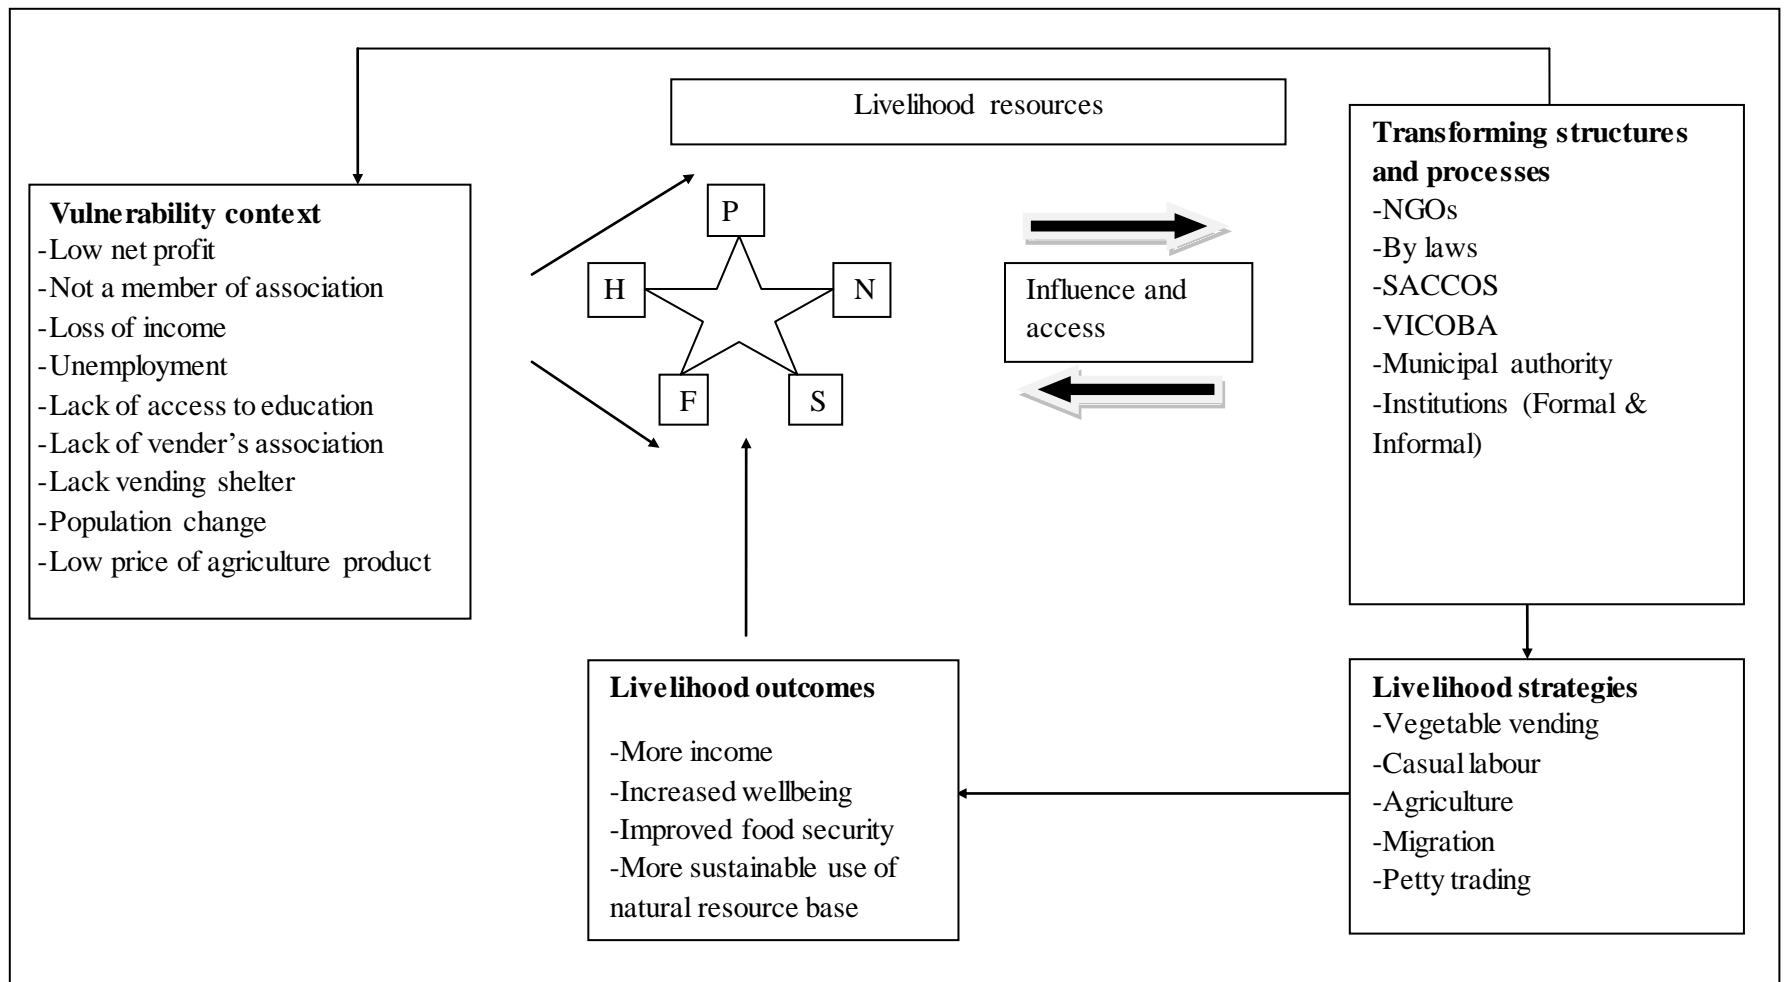 Livelihood resources
Vulnerability context
-Low net profit
-Not a member of association
-Loss of income
-Unemployment
-Lack of access to education
-Lack of vender’s association
-Lack vending shelter
-Population change
-Low price of agriculture product
P
H
N
F
S
Influence and
access
Transforming structures
and processes
-NGOs
-By laws
-SACCOS
-VICOBA
-Municipal authority
-Institutions (Formal &
Informal)
Livelihood outcomes
-More income
-Increased wellbeing
-Improved food security
-More sustainable use of
natural resource base
Livelihood strategies
-Vegetable vending
-Casual labour
-Agriculture
-Migration
-Petty trading